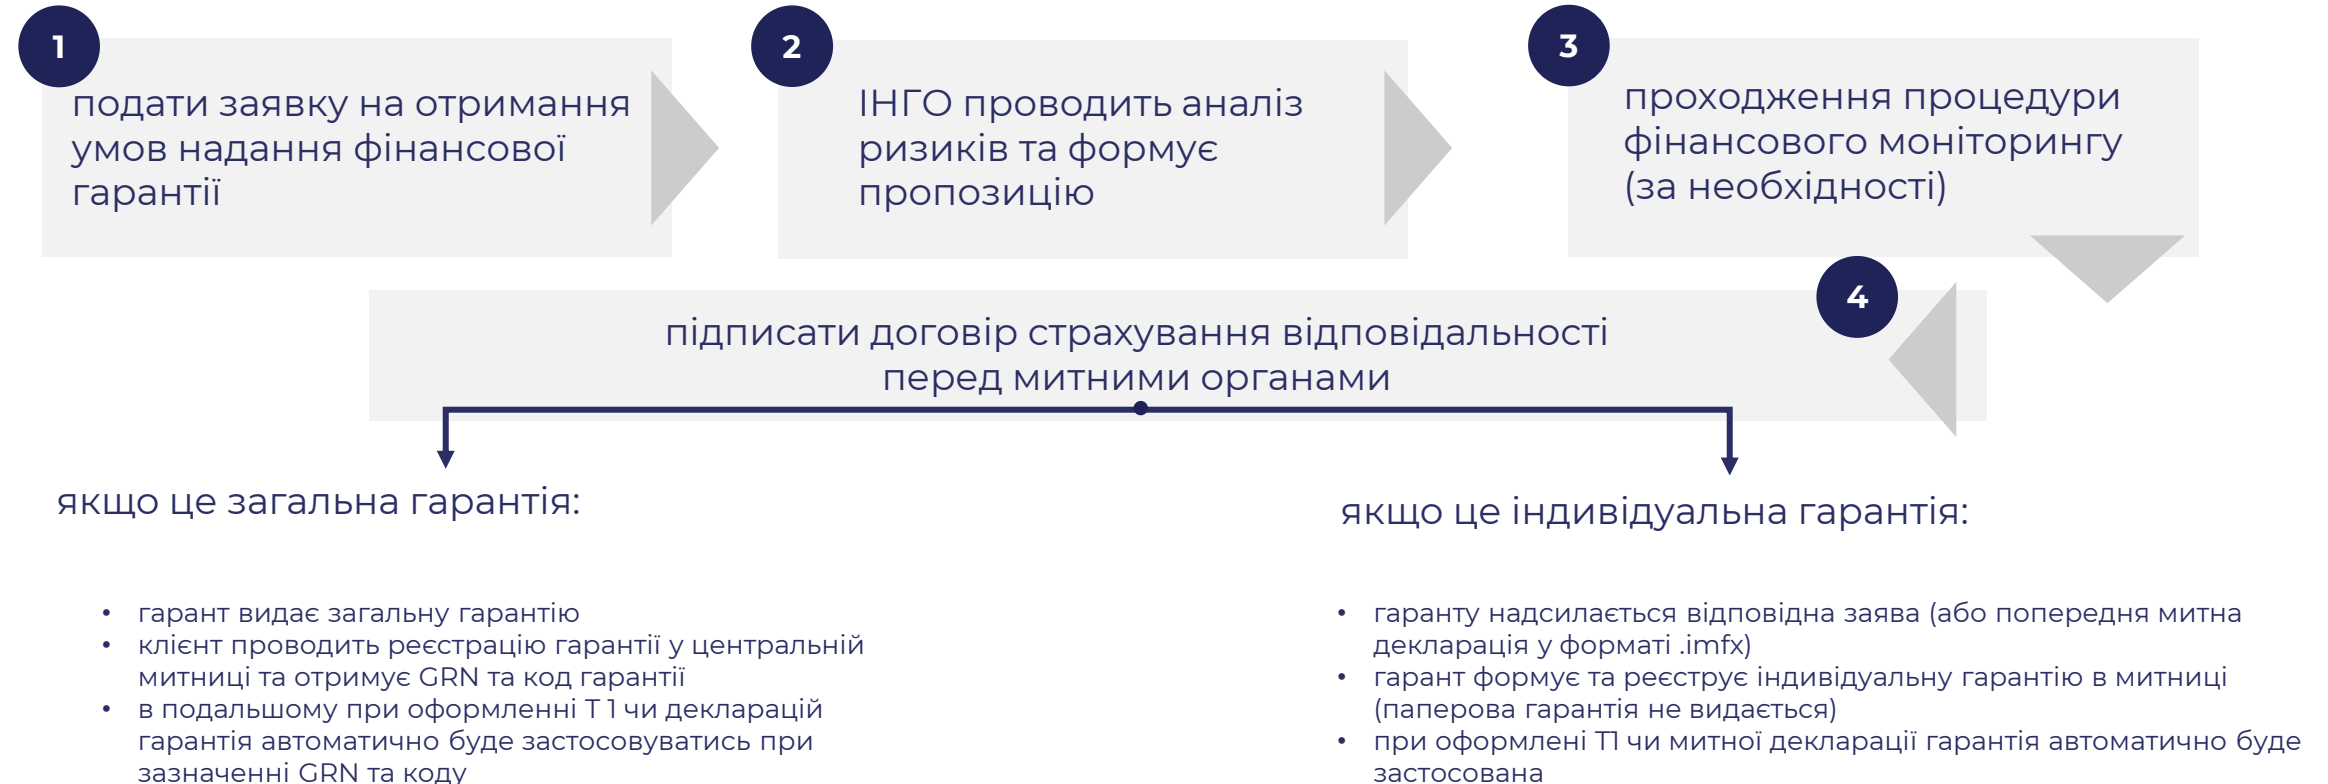 1
подати заявку на отримання
умов надання фінансової
гарантії
2
ІНГО проводить аналіз
ризиків та формує
пропозицію
3
проходження процедури
фінансового моніторингу
(за необхідності)
4
підписати договір страхування відповідальності
перед митними органами
якщо це загальна гарантія:
• гарант видає загальну гарантію
• клієнт проводить реєстрацію гарантії у центральній
митниці та отримує GRN та код гарантії
• в подальшому при оформленні Т 1 чи декларацій
гарантія автоматично буде застосовуватись при
зазначенні GRN та коду
якщо це індивідуальна гарантія:
• гаранту надсилається відповідна заява (або попередня митна
декларація у форматі .imfx)
• гарант формує та реєструє індивідуальну гарантію в митниці
(паперова гарантія не видається)
• при оформлені Т1 чи митної декларації гарантія автоматично буде
застосована